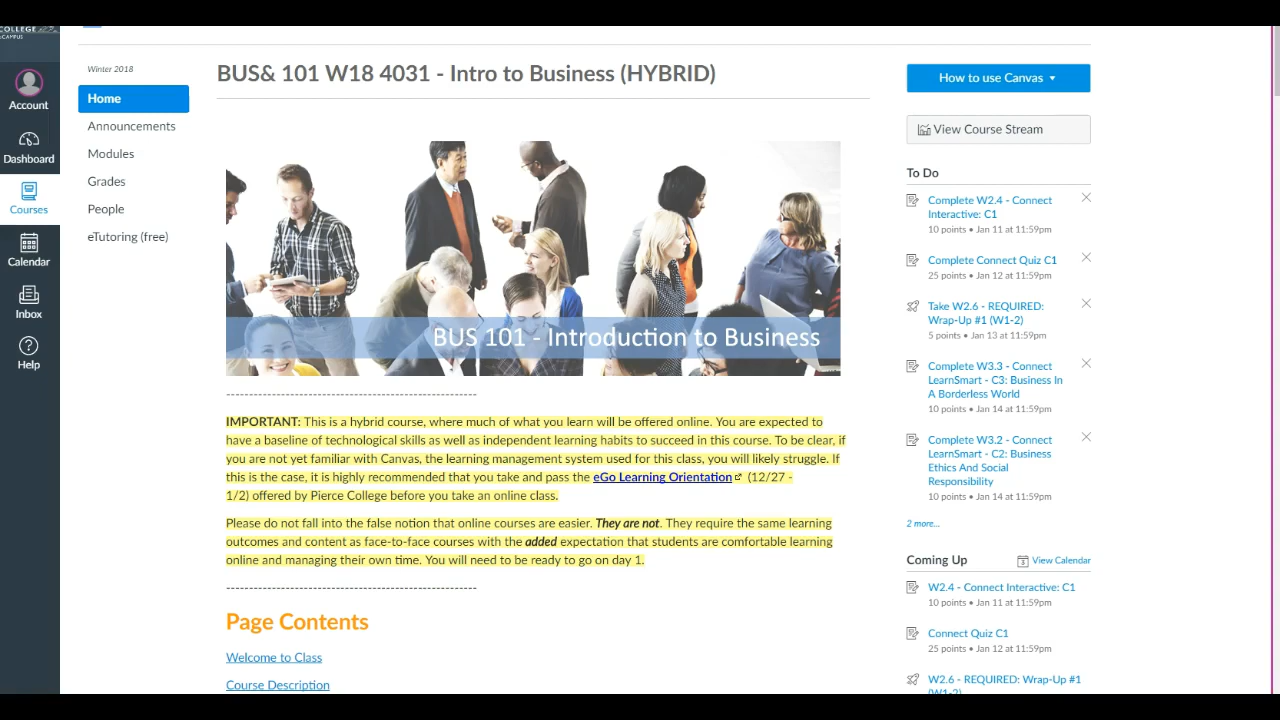 COLLEGE
eCAMPUS
Account
Dashboard
Courses
Calendar
Inbox
Help
Winter 2018
Home
Announcements
Modules
Grades
People
eTutoring (free)
BUS& 101 W18 4031 - Intro to Business (HYBRID)
BUS 101 - Introduction to Business
--------------------------------------------------------
IMPORTANT: This is a hybrid course, where much of what you learn will be offered online. You are expected to
have a baseline of technological skills as well as independent learning habits to succeed in this course. To be clear, if
you are not yet familiar with Canvas, the learning management system used for this class, you will likely struggle. If
this is the case, it is highly recommended that you take and pass the eGo Learning Orientation (12/27 -
1/2) offered by Pierce College before you take an online class.
Please do not fall into the false notion that online courses are easier. They are not. They require the same learning
outcomes and content as face-to-face courses with the added expectation that students are comfortable learning
online and managing their own time. You will need to be ready to go on day 1.
--------------------------------------------------------
Page Contents
Welcome to Class
Course Description
How to use Canvas
View Course Stream
To Do
Complete W2.4 - Connect
Interactive: C1
10 points • Jan 11 at 11:59pm
Complete Connect Quiz C1
25 points • Jan 12 at 11:59pm
Take W2.6 - REQUIRED:
Wrap-Up #1 (W1-2)
5 points • Jan 13 at 11:59pm
Complete W3.3 - Connect
LearnSmart - C3: Business In
A Borderless World
10 points • Jan 14 at 11:59pm
Complete W3.2 - Connect
LearnSmart - C2: Business
Ethics And Social
Responsibility
10 points • Jan 14 at 11:59pm
2 more...
Coming Up
View Calendar
W2.4 - Connect Interactive: C1
10 points • Jan 11 at 11:59pm
Connect Quiz C1
25 points • Jan 12 at 11:59pm
W2.6 - REQUIRED: Wrap-Up #1
(W1-2)